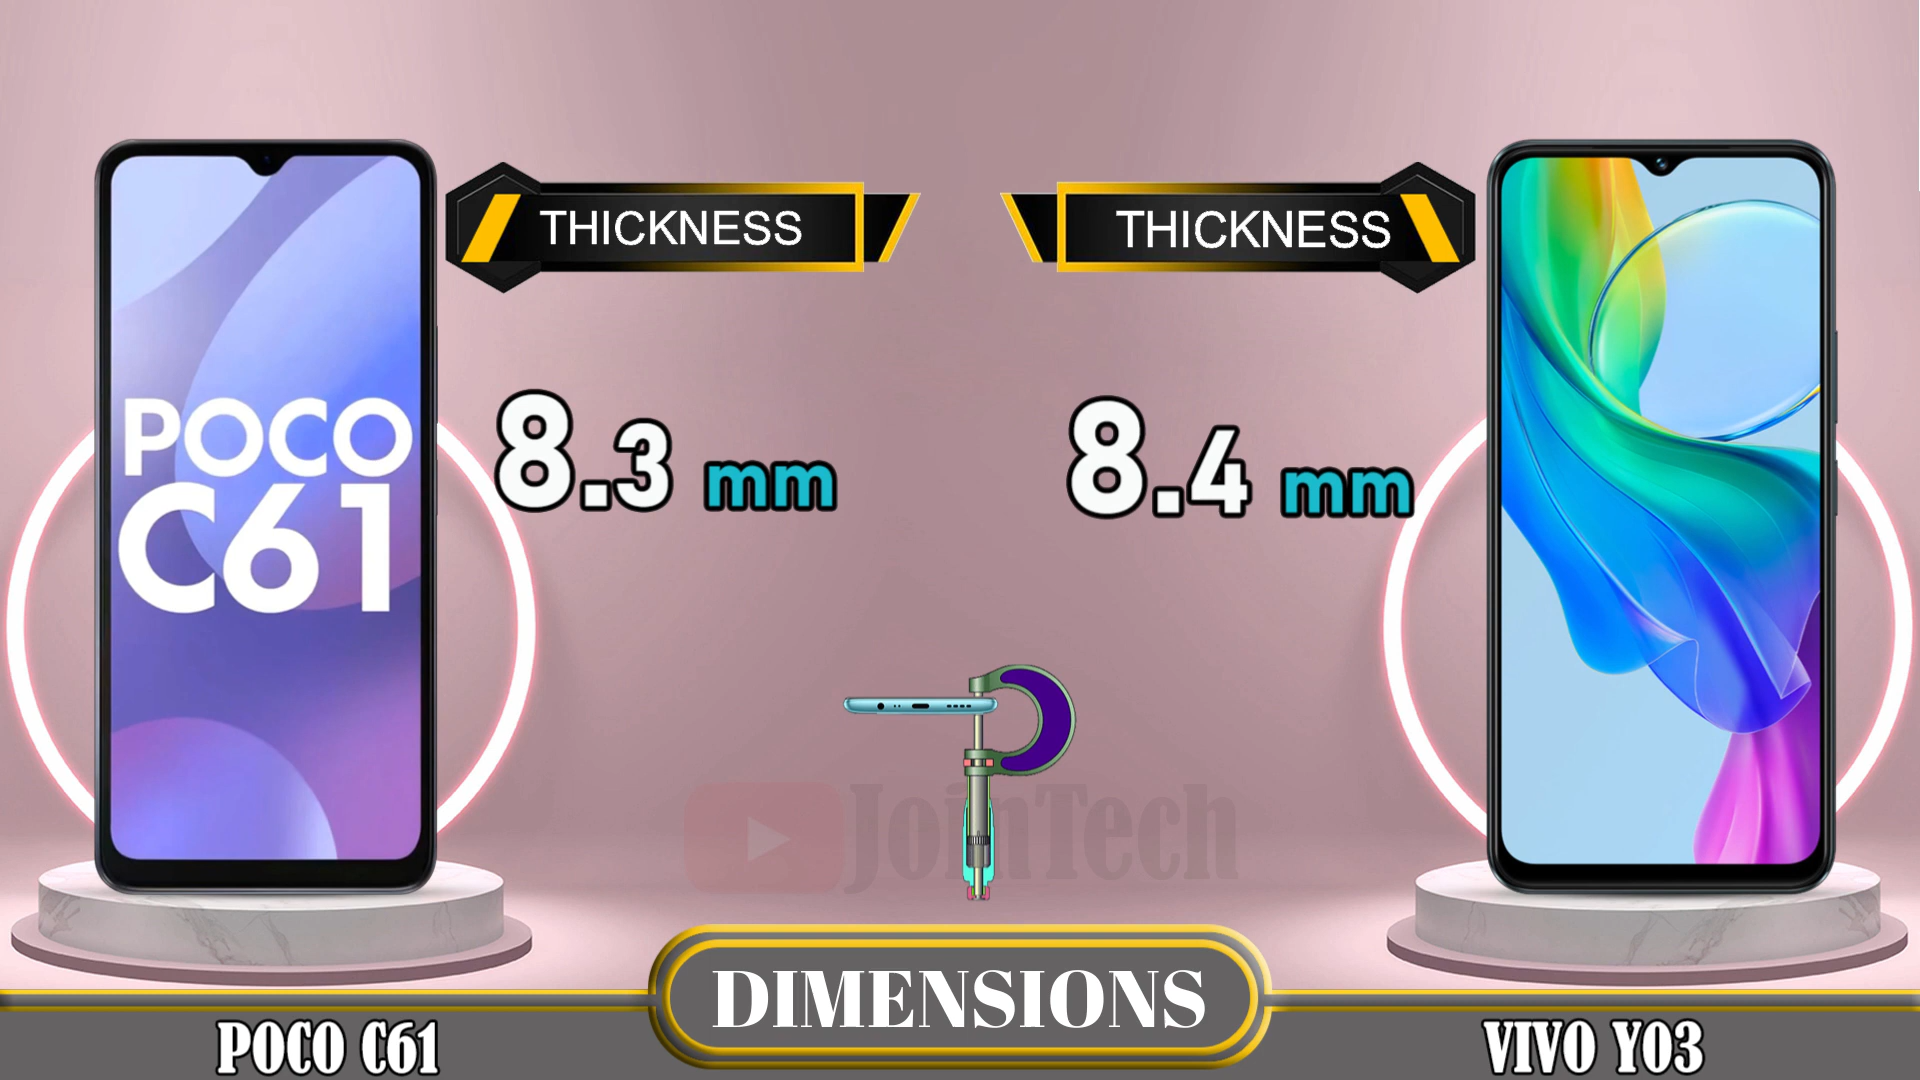 THICKNESS
THICKNESS
POCO
C61
8.3 mm
8.4 mm
JoinTech
DIMENSIONS
POCO C61
VIVO Y03